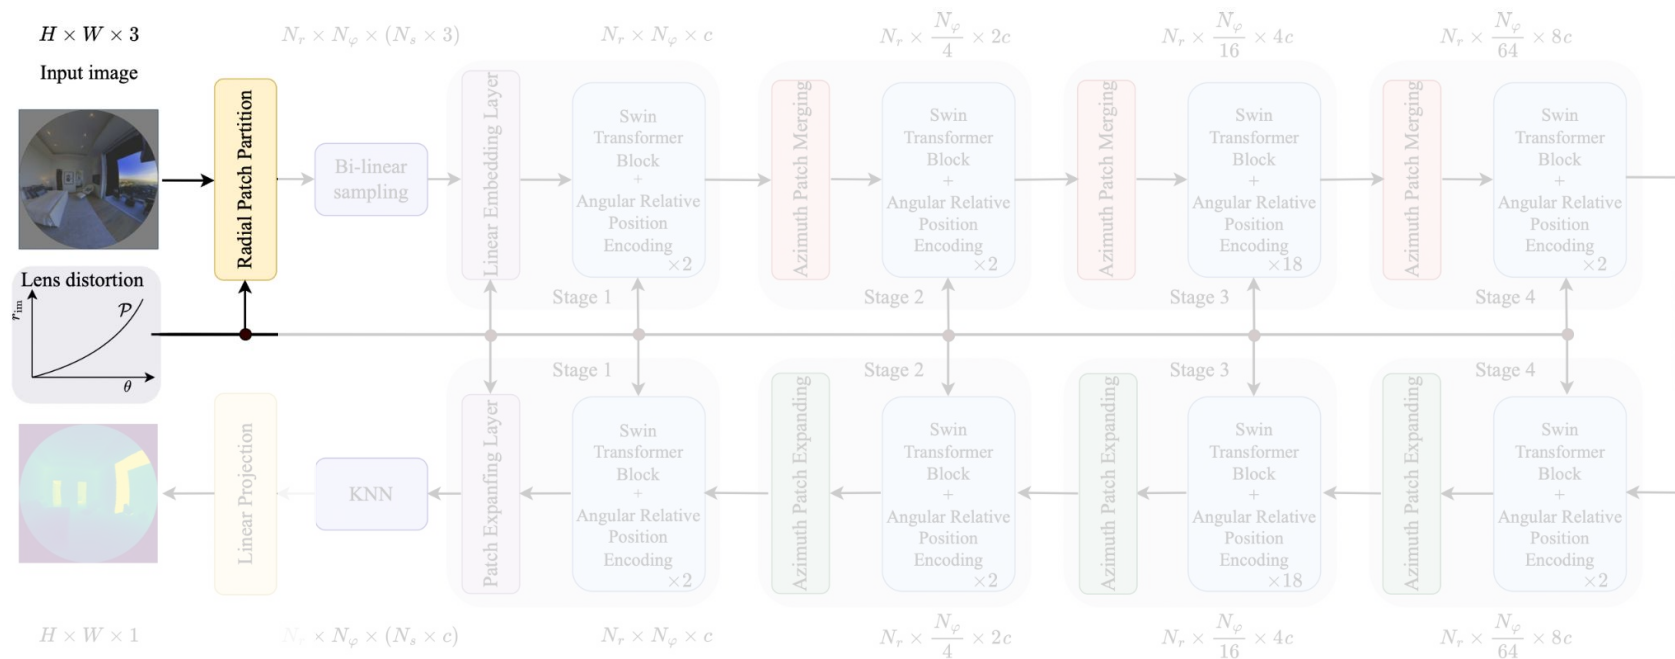 H × W × 3
N_r × N_φ × (N_s × 3)
N_r × N_φ × c
N_r × N_φ/4 × 2c
N_r × N_φ/16 × 4c
N_r × N_φ/64 × 8c
Input image
Radial Patch Partition
Bi-linear
sampling
Linear Embedding Layer
Swin
Transformer
Block
+
Angular Relative
Position
Encoding
×2
Stage 1
Azimuth Patch Merging
Swin
Transformer
Block
+
Angular Relative
Position
Encoding
×2
Stage 2
Azimuth Patch Merging
Swin
Transformer
Block
+
Angular Relative
Position
Encoding
×18
Stage 3
Azimuth Patch Merging
Swin
Transformer
Block
+
Angular Relative
Position
Encoding
×2
Stage 4
Lens distortion
r_im
𝒫
θ
Linear Projection
KNN
Patch Expanfing Layer
Stage 1
Swin
Transformer
Block
+
Angular Relative
Position
Encoding
×2
Azimuth Patch Expanding
Stage 2
Swin
Transformer
Block
+
Angular Relative
Position
Encoding
×2
Azimuth Patch Expanding
Stage 3
Swin
Transformer
Block
+
Angular Relative
Position
Encoding
×18
Azimuth Patch Expanding
Stage 4
Swin
Transformer
Block
+
Angular Relative
Position
Encoding
×2
H × W × 1
N_r × N_φ × (N_s × c)
N_r × N_φ × c
N_r × N_φ/4 × 2c
N_r × N_φ/16 × 4c
N_r × N_φ/64 × 8c